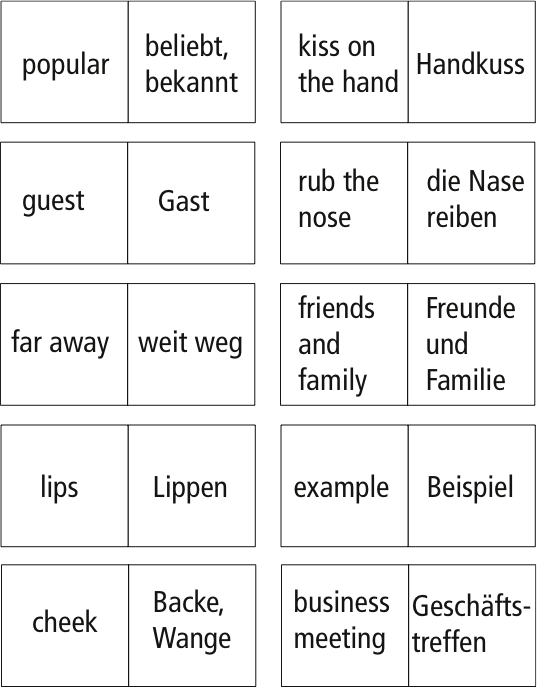 popular
beliebt,
bekannt
kiss on
the hand
Handkuss
guest
Gast
rub the
nose
die Nase
reiben
far away
weit weg
friends
and
family
Freunde
und
Familie
lips
Lippen
example
Beispiel
cheek
Backe,
Wange
business
meeting
Geschäfts-
treffen